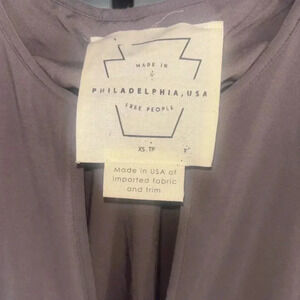 MADE IN
PHILADELPHIA, USA
FREE PEOPLE
XS TP
Made in USA of
imported fabric
and trim